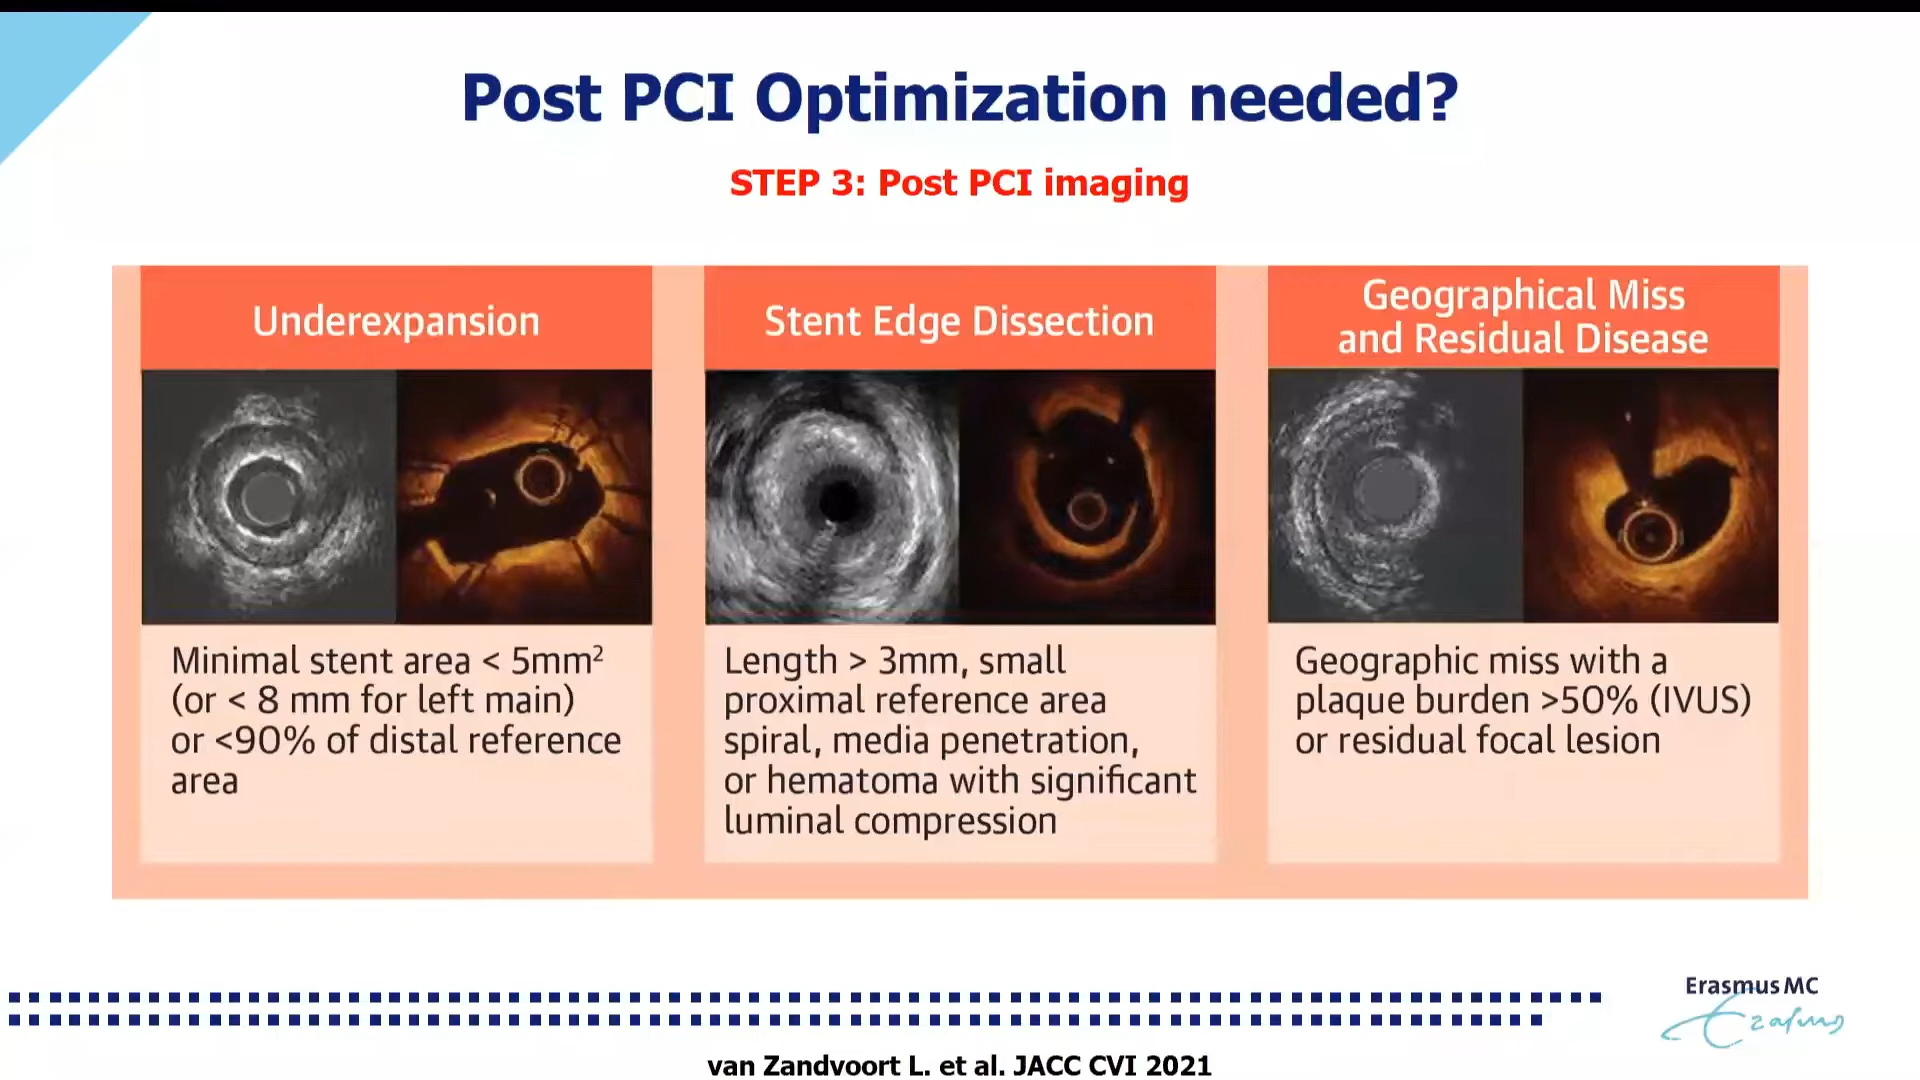 Post PCI Optimization needed?
STEP 3: Post PCI imaging
Underexpansion
Minimal stent area < 5mm²
(or < 8 mm for left main)
or <90% of distal reference
area
Stent Edge Dissection
Length > 3mm, small
proximal reference area
spiral, media penetration,
or hematoma with significant
luminal compression
Geographical Miss
and Residual Disease
Geographic miss with a
plaque burden >50% (IVUS)
or residual focal lesion
Erasmus MC
Erasmus
van Zandvoort L. et al. JACC CVI 2021